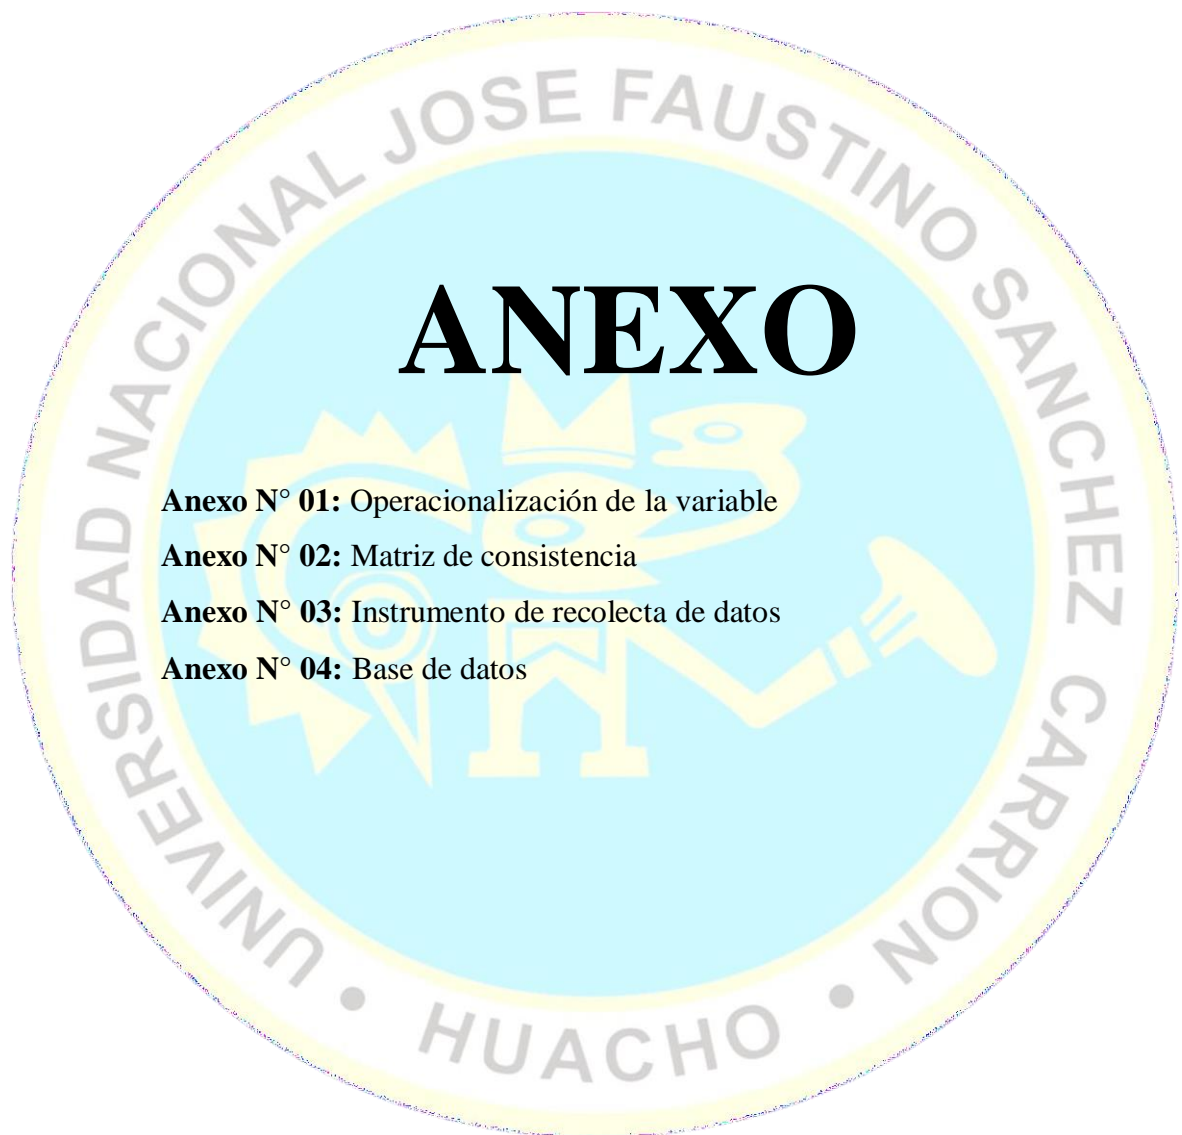 UNIVERSIDAD NACIONAL JOSE FAUSTINO SANCHEZ CARRION
• HUACHO •
ANEXO
Anexo N° 01: Operacionalización de la variable
Anexo N° 02: Matriz de consistencia
Anexo N° 03: Instrumento de recolecta de datos
Anexo N° 04: Base de datos